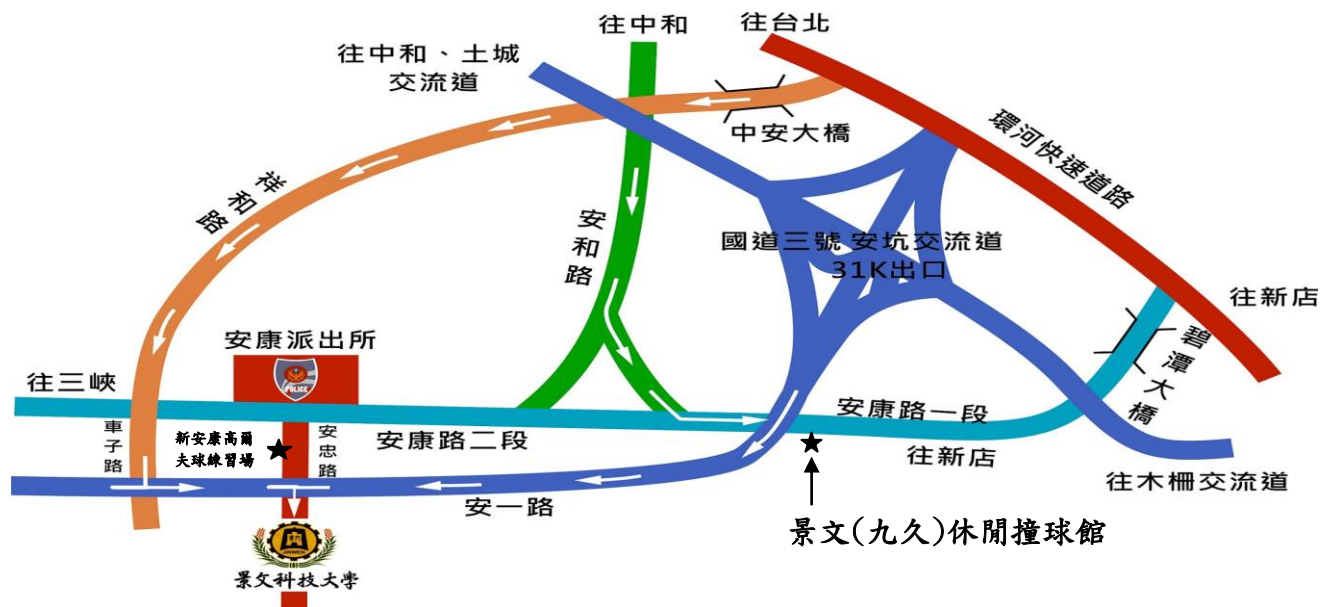 往中和
往台北
往中和、土城
交流道
中安大橋
環河快速道路
祥和路
安和路
國道三號 安坑交流道
31K出口
往新店
碧潭大橋
安康派出所
POLICE
往三峽
車子路
新安康高爾
夫球練習場
安忠路
安康路二段
安康路一段
往新店
往木柵交流道
安一路
景文(九久)休閒撞球館
JINWEN
景文科技大學